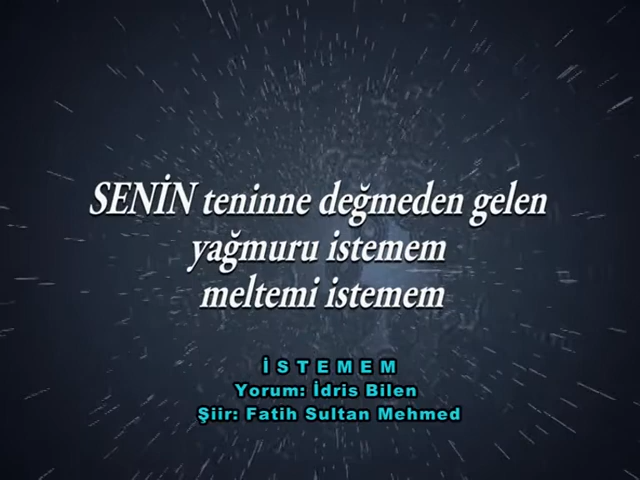 SENİN teninne değmeden gelen
yağmuru istemem
meltemi istemem
İ S T E M E M
Yorum: İdris Bilen
Şiir: Fatih Sultan Mehmed